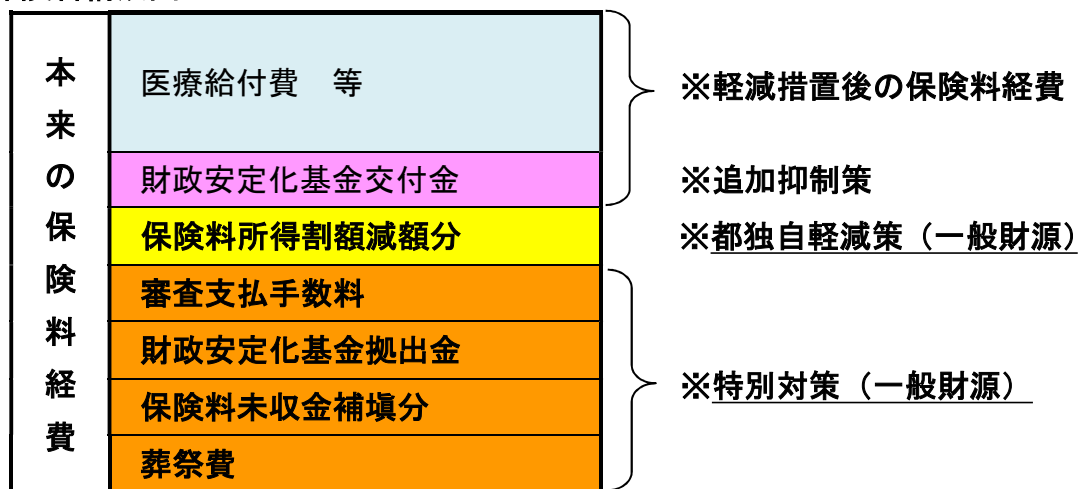 本来の保険料経費
医療給付費　等
※軽減措置後の保険料経費
財政安定化基金交付金
※追加抑制策
保険料所得割額減額分
※都独自軽減策（一般財源）
審査支払手数料
財政安定化基金拠出金
保険料未収金補塡分
葬祭費
※特別対策（一般財源）